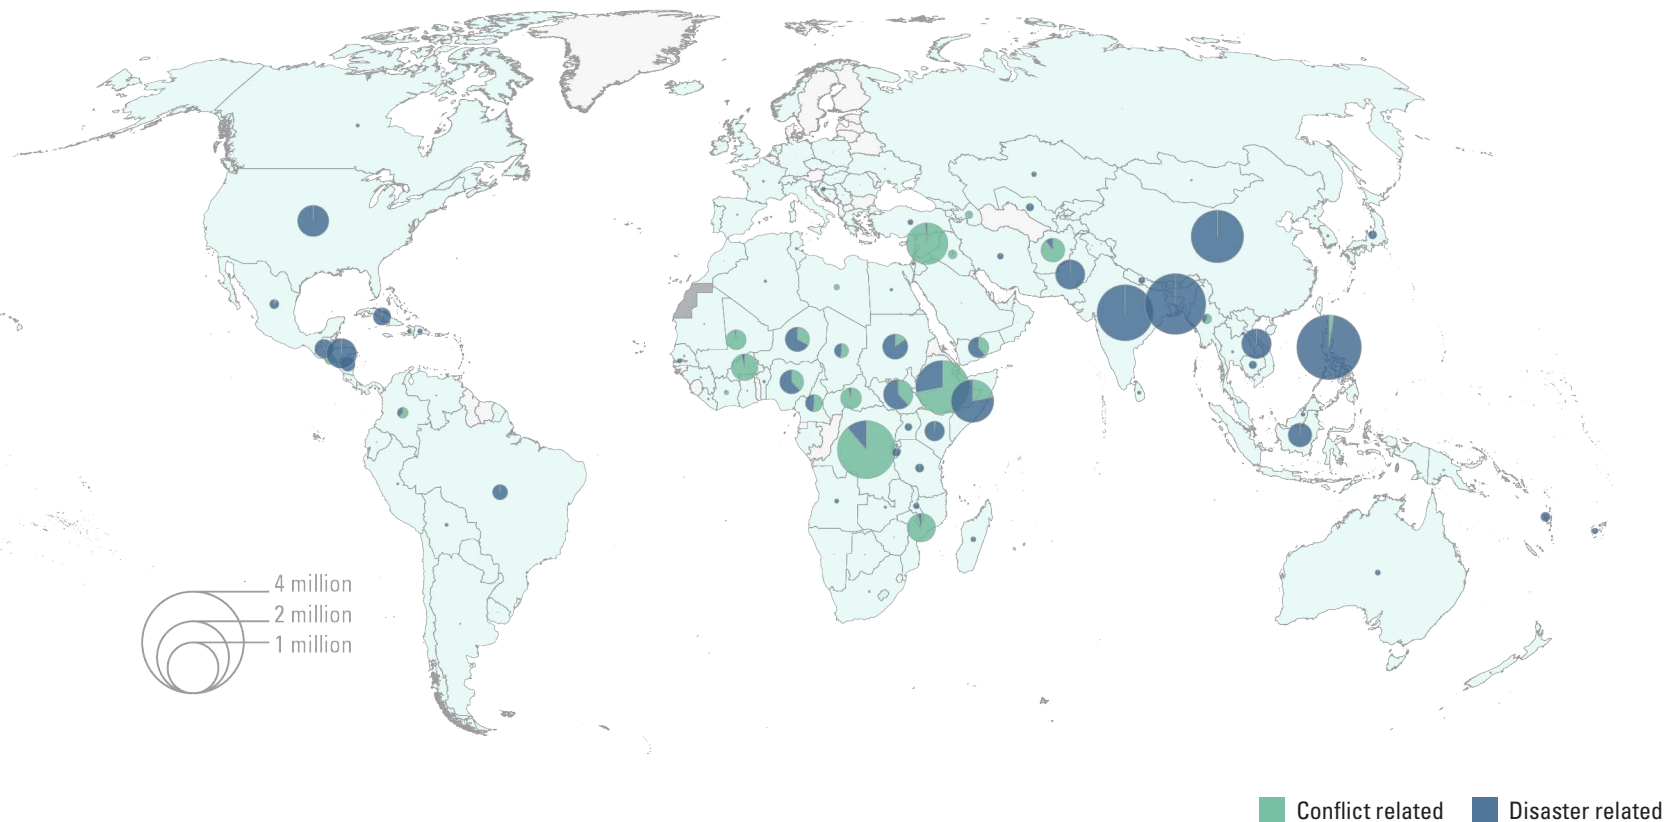 4 million
2 million
1 million
Conflict related
Disaster related